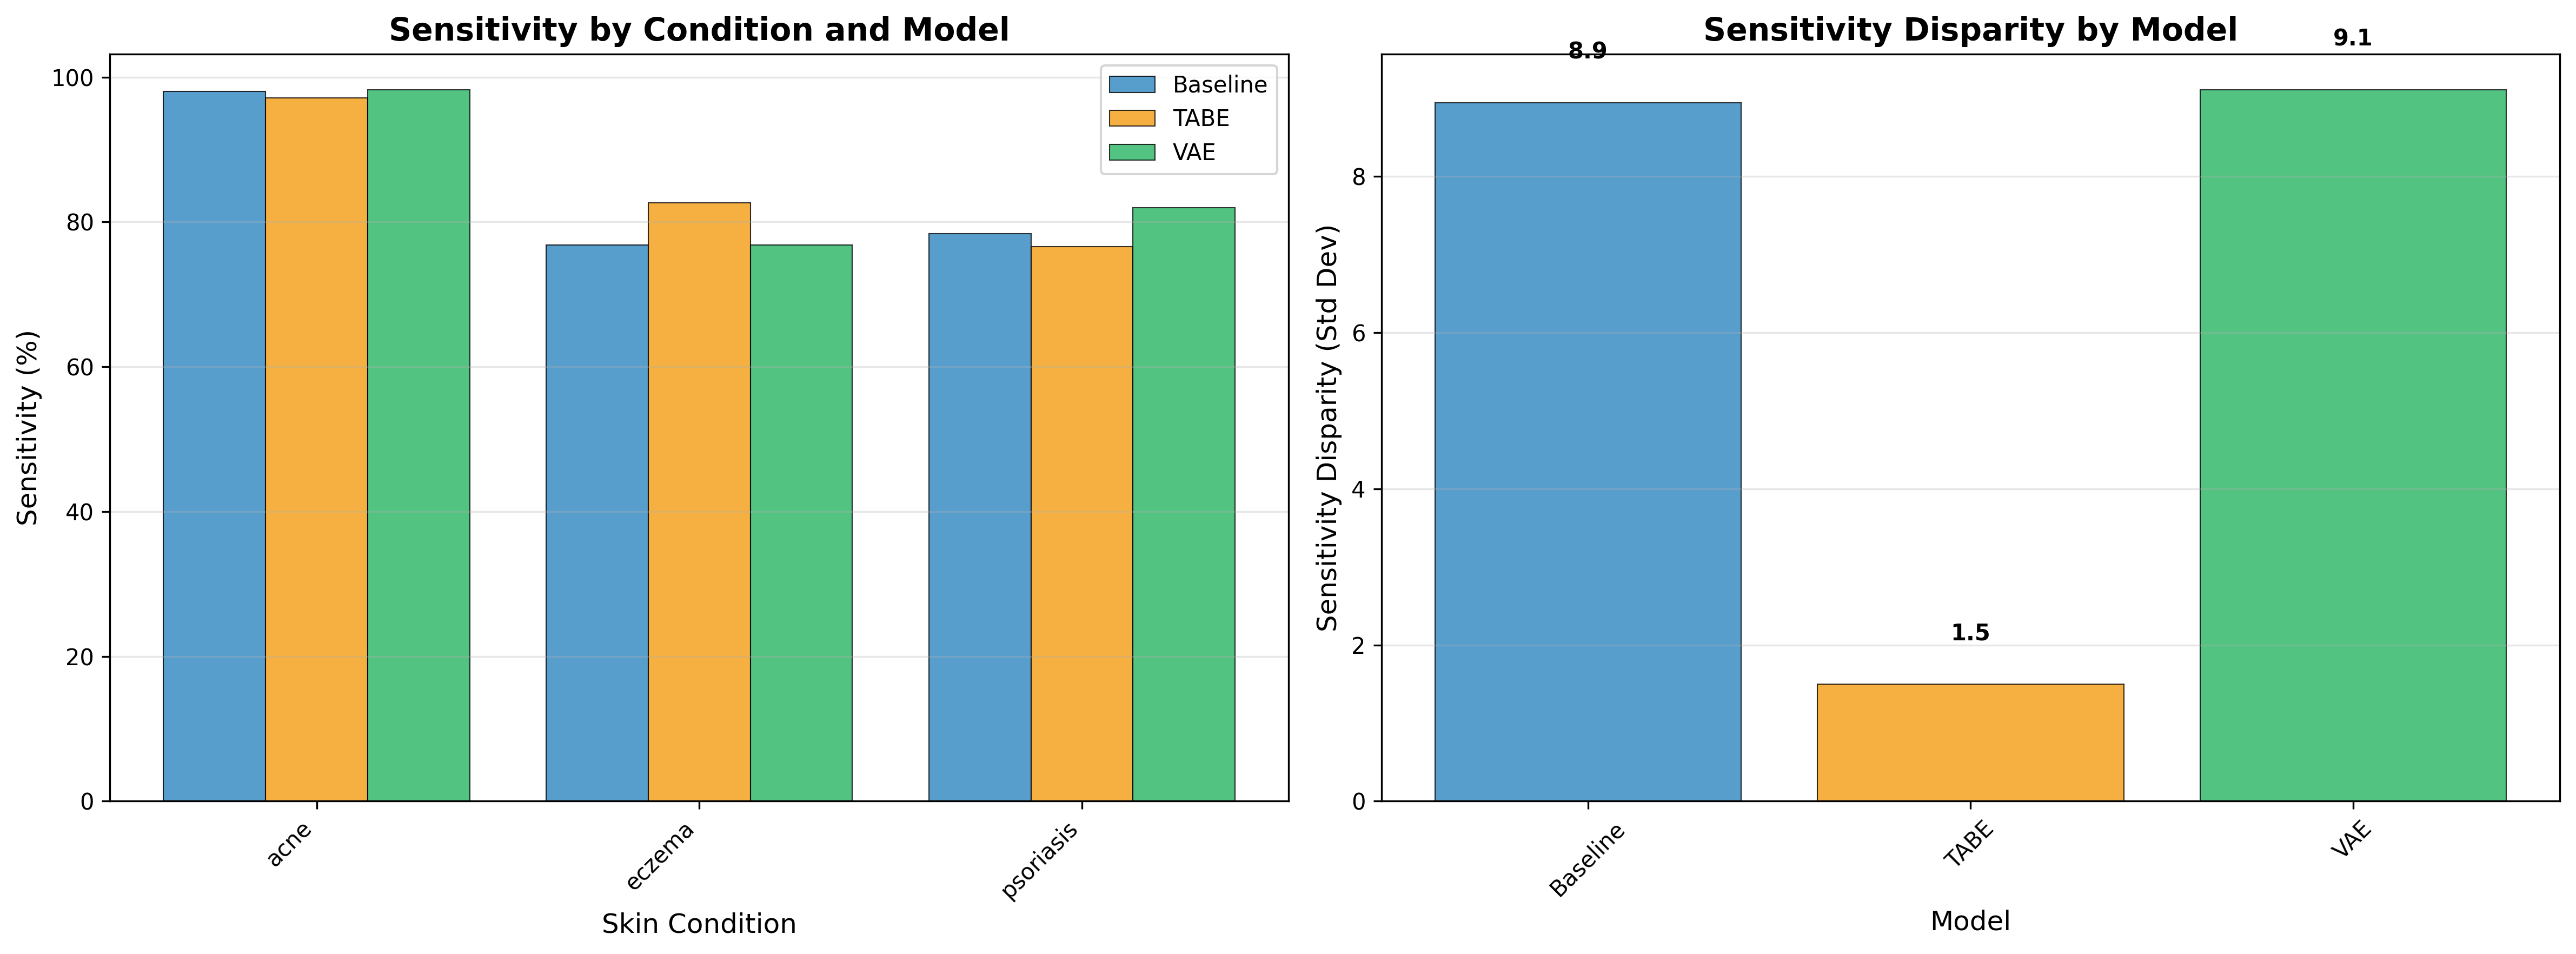 Sensitivity by Condition and Model
Sensitivity (%)
100
80
60
40
20
0
Baseline
TABE
VAE
acne
eczema
psoriasis
Skin Condition
Sensitivity Disparity by Model
Sensitivity Disparity (Std Dev)
8
6
4
2
0
8.9
1.5
9.1
Baseline
TABE
VAE
Model